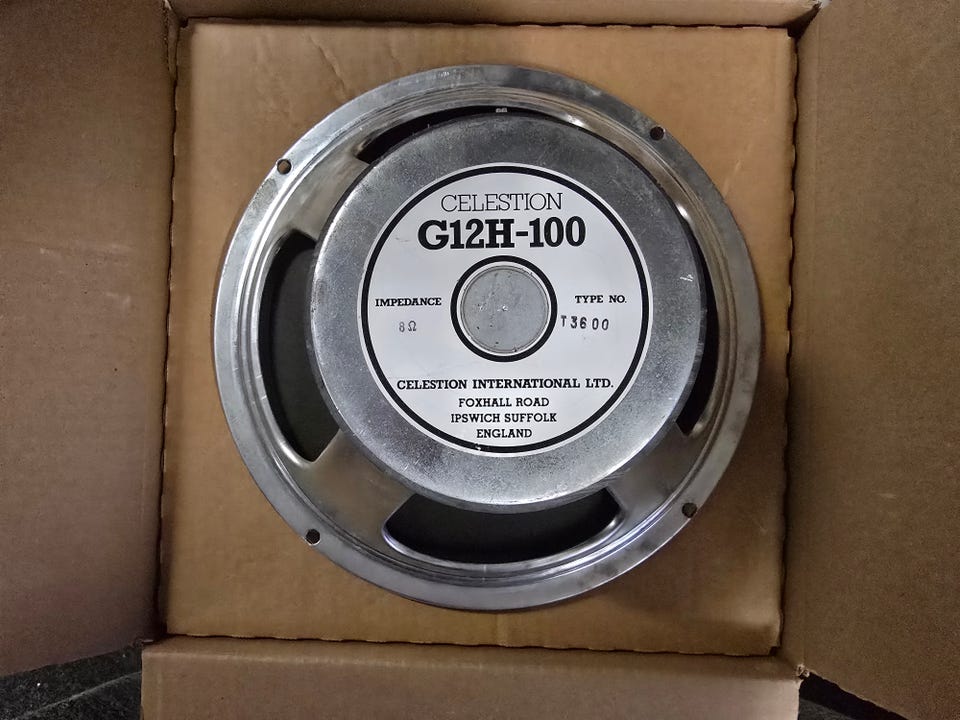 CELESTION
G12H-100
IMPEDANCE
8Ω
TYPE NO.
T3600
CELESTION INTERNATIONAL LTD.
FOXHALL ROAD
IPSWICH SUFFOLK
ENGLAND